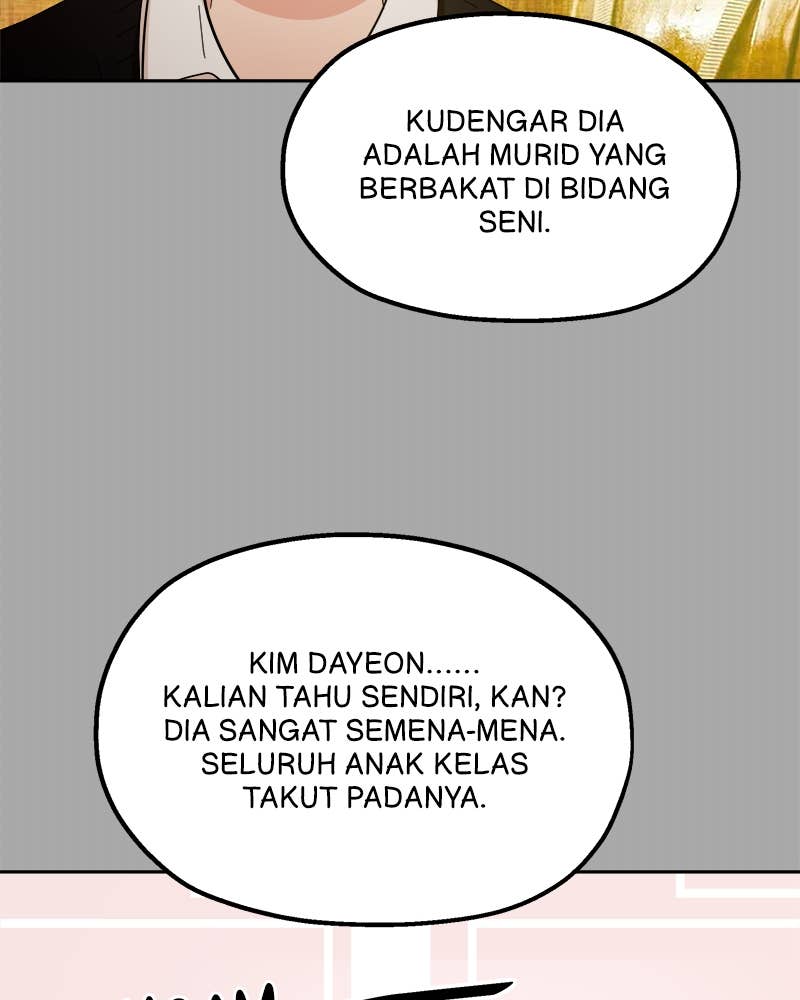 KUDENGAR DIA
ADALAH MURID YANG
BERBAKAT DI BIDANG
SENI.
KIM DAYEON......
KALIAN TAHU SENDIRI, KAN?
DIA SANGAT SEMENA-MENA.
SELURUH ANAK KELAS
TAKUT PADANYA.